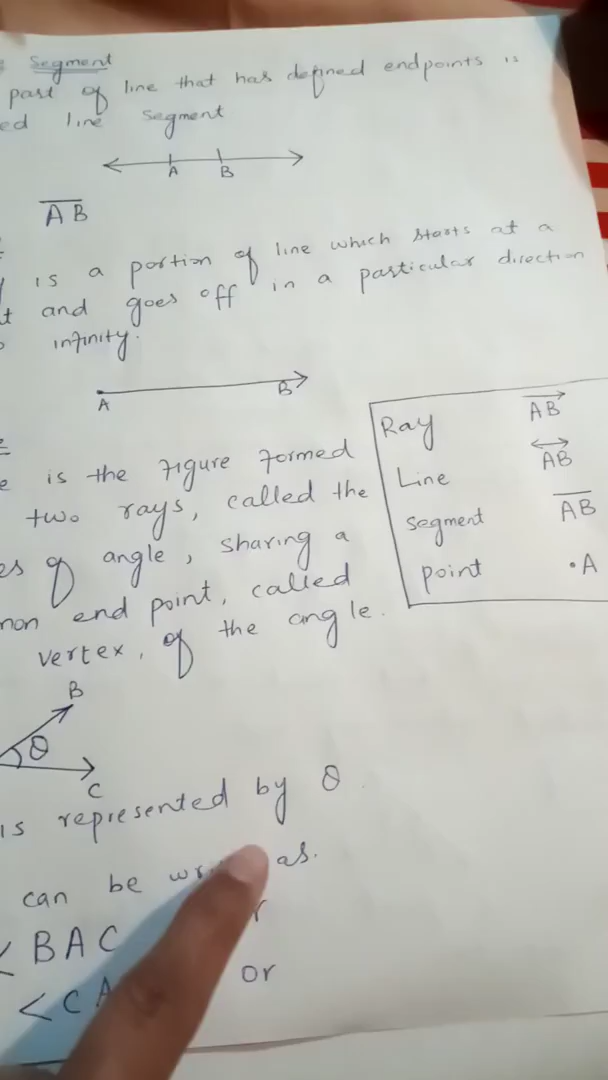 Segment
part of line that has defined endpoints is
ed line segment
A B
AB
is a portion of line which starts at a
t and goes off in a particular direction
infinity.
A B
is the figure formed
two rays, called the
es of angle, sharing a
non end point, called
vertex, of the angle.
Ray AB
Line AB
segment AB
point .A
B
θ
C
is represented by θ
can be as.
<BAC
<CA or